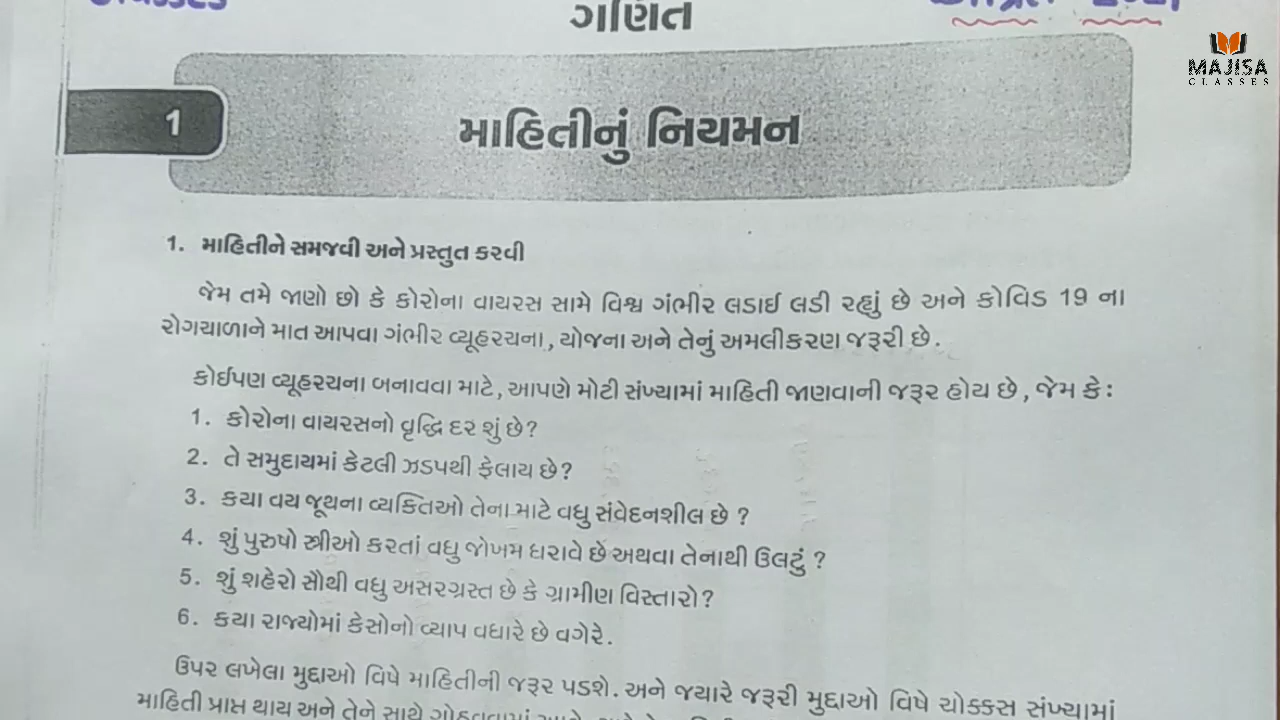 ગણિત
MAJISA
CLASSES
1
માહિતીનું નિયમન
1. માહિતીને સમજવી અને પ્રસ્તુત કરવી
જેમ તમે જાણો છો કે કોરોના વાયરસ સામે વિશ્વ ગંભીર લડાઈ લડી રહ્યું છે અને કોવિડ 19 ના
રોગચાળાને માત આપવા ગંભીર વ્યૂહરચના, યોજના અને તેનું અમલીકરણ જરૂરી છે.
કોઈપણ વ્યૂહરચના બનાવવા માટે, આપણે મોટી સંખ્યામાં માહિતી જાણવાની જરૂર હોય છે, જેમ કે:
1. કોરોના વાયરસનો વૃદ્ધિ દર શું છે?
2. તે સમુદાયમાં કેટલી ઝડપથી ફેલાય છે?
3. કયા વય જૂથના વ્યક્તિઓ તેના માટે વધુ સંવેદનશીલ છે ?
4. શું પુરુષો સ્ત્રીઓ કરતાં વધુ જોખમ ધરાવે છે અથવા તેનાથી ઉલટું ?
5. શું શહેરો સૌથી વધુ અસરગ્રસ્ત છે કે ગ્રામીણ વિસ્તારો?
6. કયા રાજ્યોમાં કેસોનો વ્યાપ વધારે છે વગેરે.
ઉપર લખેલા મુદ્દાઓ વિષે માહિતીની જરૂર પડશે. અને જ્યારે જરૂરી મુદ્દાઓ વિષે ચોક્કસ સંખ્યામાં
માહિતી પ્રાપ્ત થાય અને તેને સાથે